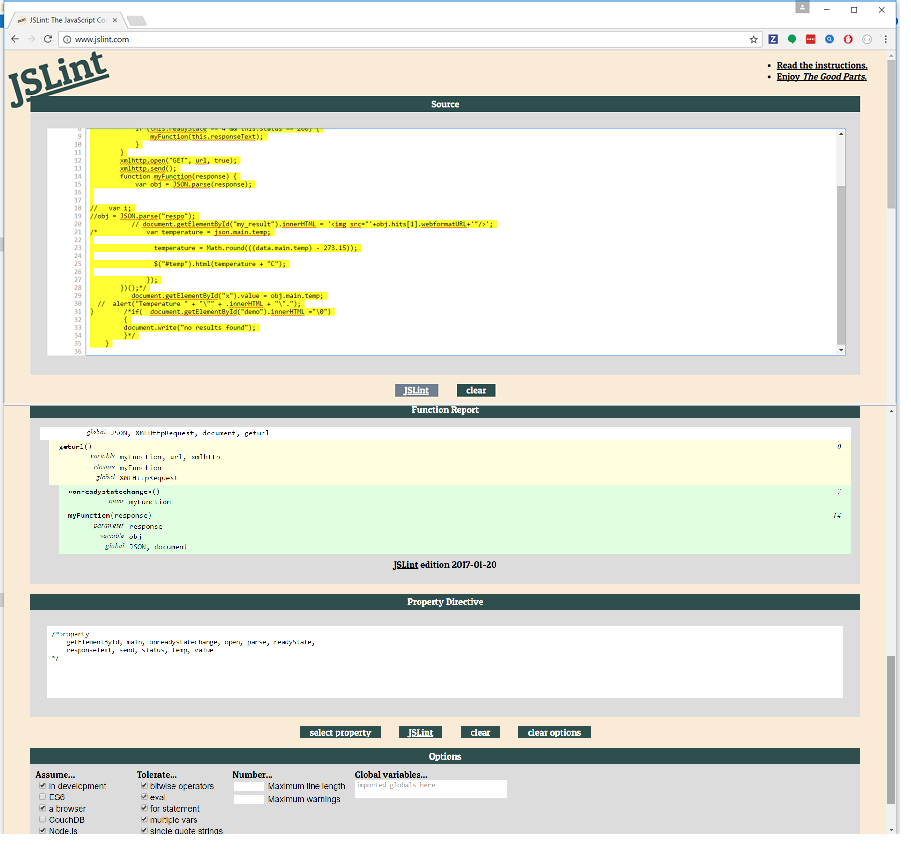 JSLint: The JavaScript Co
www.jslint.com
JSLint
Read the instructions.
Enjoy The Good Parts.
Source
8 if (this.readyState == 4 && this.status == 200) {
9 myFunction(this.responseText);
10 }
11 }
12 xmlhttp.open("GET", url, true);
13 xmlhttp.send();
14 function myFunction(response) {
15 var obj = JSON.parse(response);
16
17
18 // var i;
19 //obj = JSON.parse("respo");
20 // document.getElementById("my_result").innerHTML = '<img src="'+obj.hits[1].webformatURL+'"/>';
21 /* var temperature = json.main.temp;
22
23 temperature = Math.round(((data.main.temp) - 273.15));
24
25 $("#temp").html(temperature + "C");
26
27 });
28 })();*/
29 document.getElementById("x").value = obj.main.temp;
30 // alert("Temperature " + "\"" + .innerHTML + "\".");
31 } /*if( document.getElementById("demo").innerHTML ="\0")
32 {
33 document.write("no results found");
34 }*/
35 }
36
JSLint clear
Function Report
global JSON, XMLHttpRequest, document, geturl
geturl() 0
variable myFunction, url, xmlhttp
closure myFunction
global XMLHttpRequest
«onreadystatechange»() 7
outer myFunction
myFunction(response) 14
parameter response
variable obj
global JSON, document
JSLint edition 2017-01-20
Property Directive
/*property
getElementById, main, onreadystatechange, open, parse, readyState,
responseText, send, status, temp, value
*/
select property JSLint clear clear options
Options
Assume... Tolerate... Number... Global variables...
in development bitwise operators Maximum line length imported globals here
ES6 eval Maximum warnings
a browser for statement
CouchDB multiple vars
Node.js single quote strings